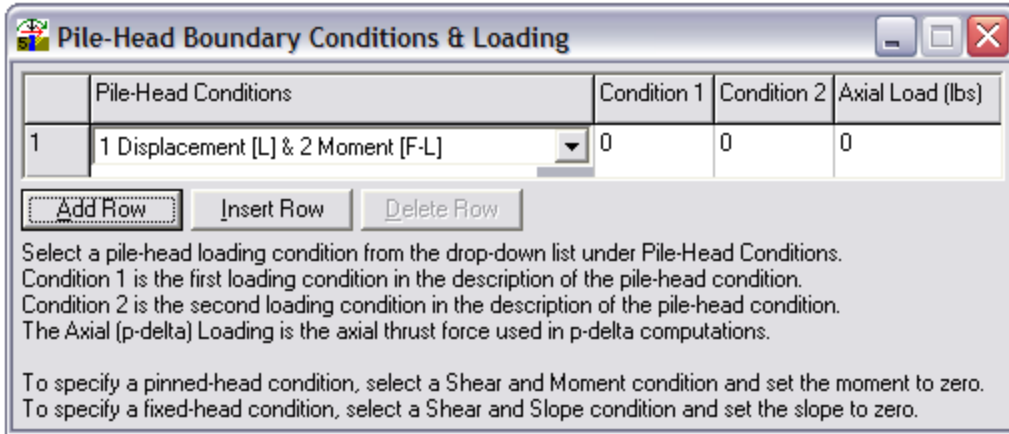 Pile-Head Boundary Conditions & Loading
Pile-Head Conditions Condition 1 Condition 2 Axial Load (lbs)
1 1 Displacement [L] & 2 Moment [F-L] 0 0 0
Add Row Insert Row Delete Row
Select a pile-head loading condition from the drop-down list under Pile-Head Conditions.
Condition 1 is the first loading condition in the description of the pile-head condition.
Condition 2 is the second loading condition in the description of the pile-head condition.
The Axial (p-delta) Loading is the axial thrust force used in p-delta computations.
To specify a pinned-head condition, select a Shear and Moment condition and set the moment to zero.
To specify a fixed-head condition, select a Shear and Slope condition and set the slope to zero.